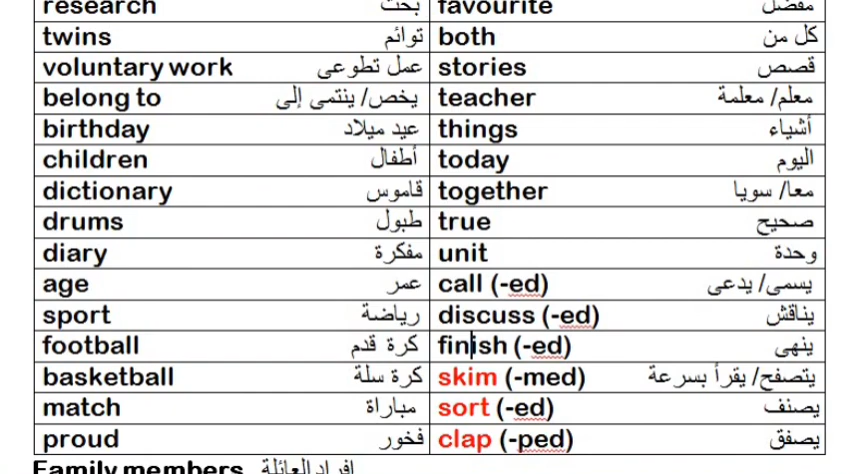 research بحث favourite مفضل
twins توائم both كل من
voluntary work عمل تطوعى stories قصص
belong to يخص/ ينتمى إلى teacher معلم/ معلمة
birthday عيد ميلاد things أشياء
children أطفال today اليوم
dictionary قاموس together معا/ سويا
drums طبول true صحيح
diary مفكرة unit وحدة
age عمر call (-ed) يسمى/ يدعى
sport رياضة discuss (-ed) يناقش
football كرة قدم finish (-ed) ينهى
basketball كرة سلة skim (-med) يتصفح/ يقرأ بسرعة
match مباراة sort (-ed) يصنف
proud فخور clap (-ped) يصفق
Family members افراد العائلة